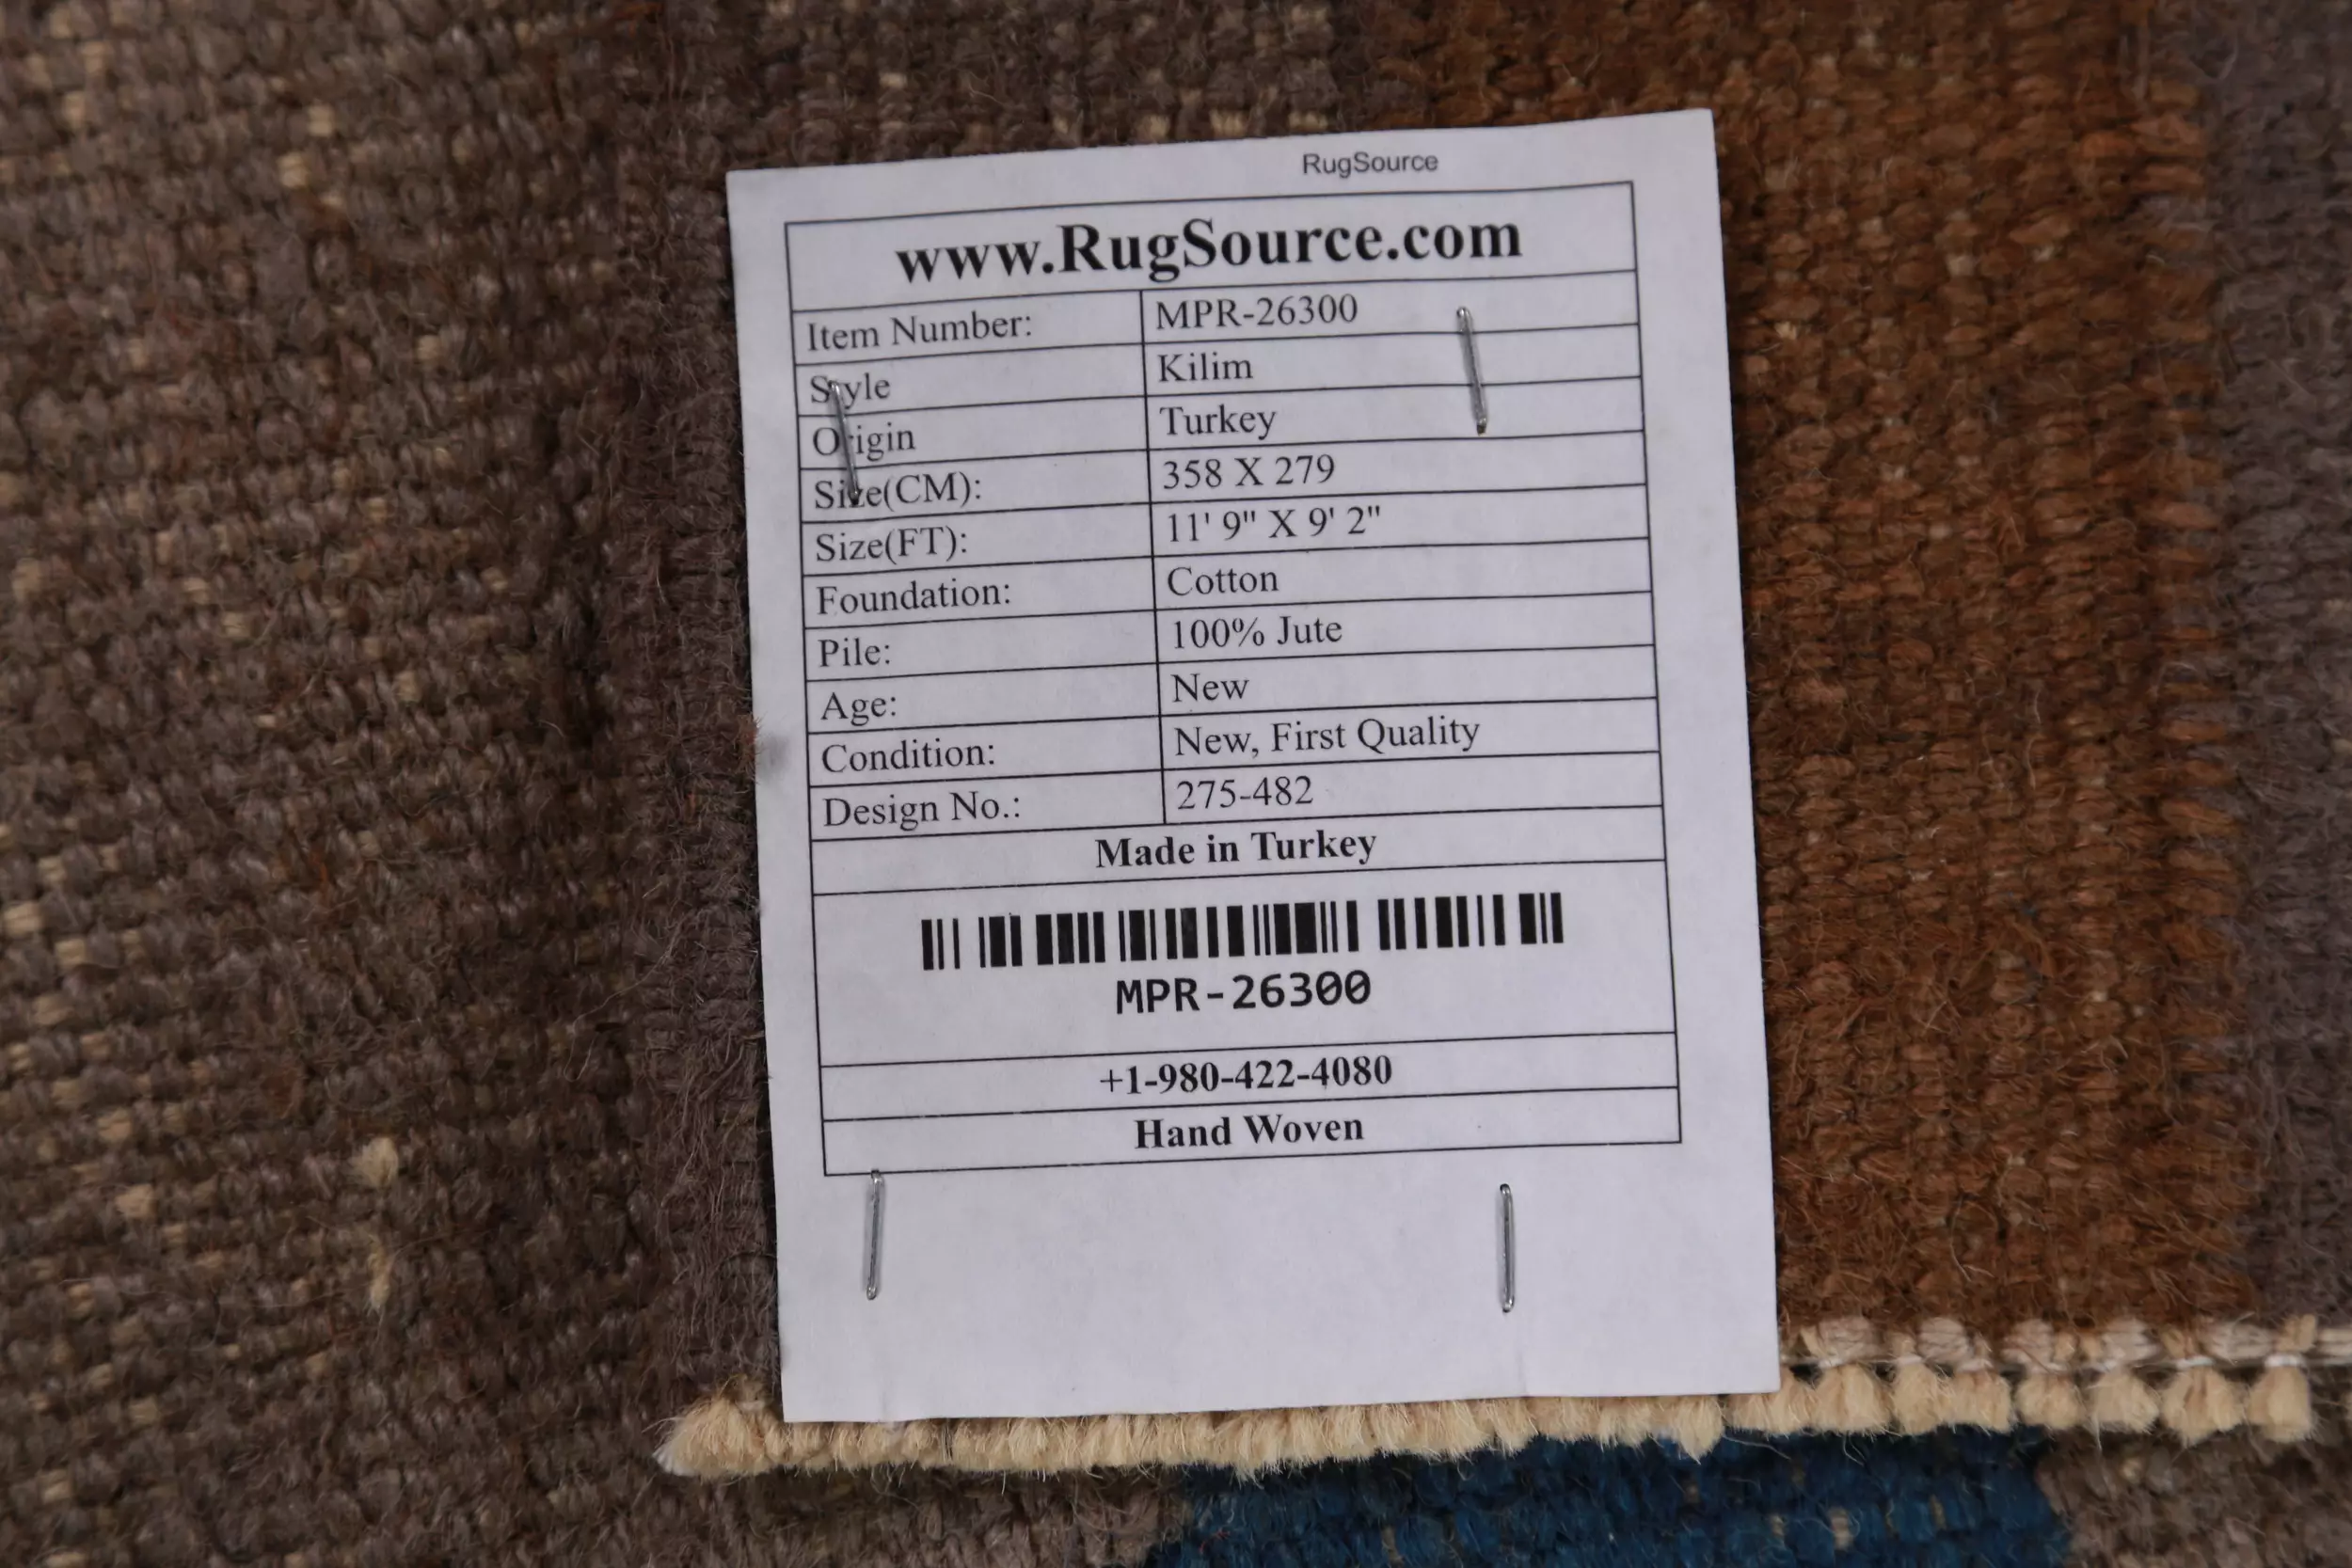 RugSource
www.RugSource.com
Item Number: MPR-26300
Style Kilim
Origin Turkey
Size(CM): 358 X 279
Size(FT): 11' 9" X 9' 2"
Foundation: Cotton
Pile: 100% Jute
Age: New
Condition: New, First Quality
Design No.: 275-482
Made in Turkey
MPR-26300
+1-980-422-4080
Hand Woven